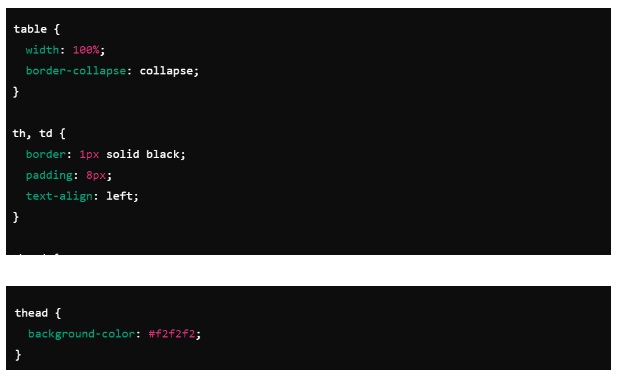 table {
  width: 100%;
  border-collapse: collapse;
}

th, td {
  border: 1px solid black;
  padding: 8px;
  text-align: left;
}

thead {
  background-color: #f2f2f2;
}